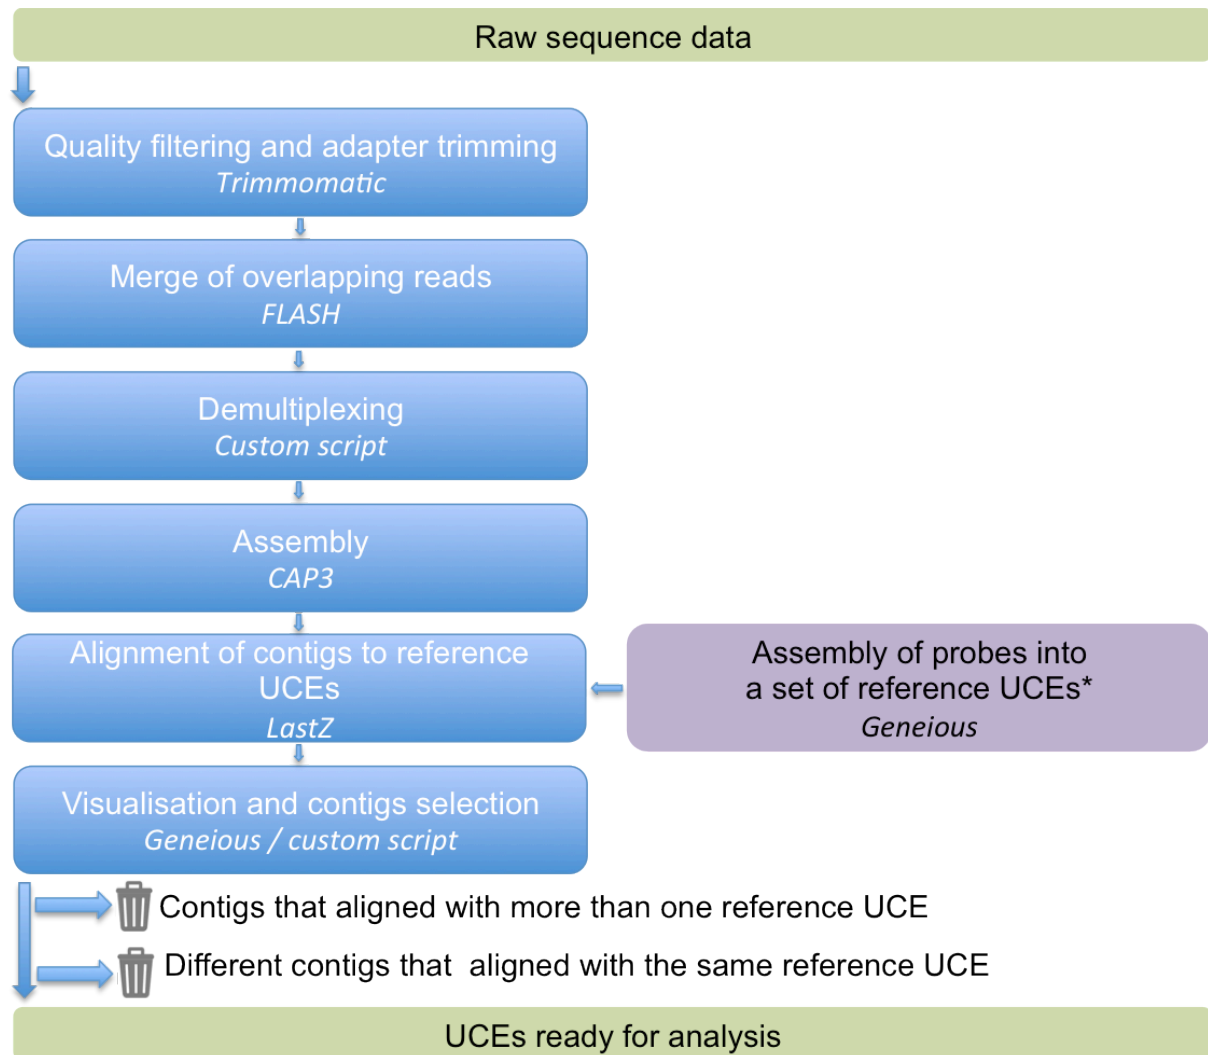 Raw sequence data
Quality filtering and adapter trimming
Trimmomatic
Merge of overlapping reads
FLASH
Demultiplexing
Custom script
Assembly
CAP3
Alignment of contigs to reference
UCEs
LastZ
Assembly of probes into
a set of reference UCEs*
Geneious
Visualisation and contigs selection
Geneious / custom script
Contigs that aligned with more than one reference UCE
Different contigs that  aligned with the same reference UCE
UCEs ready for analysis